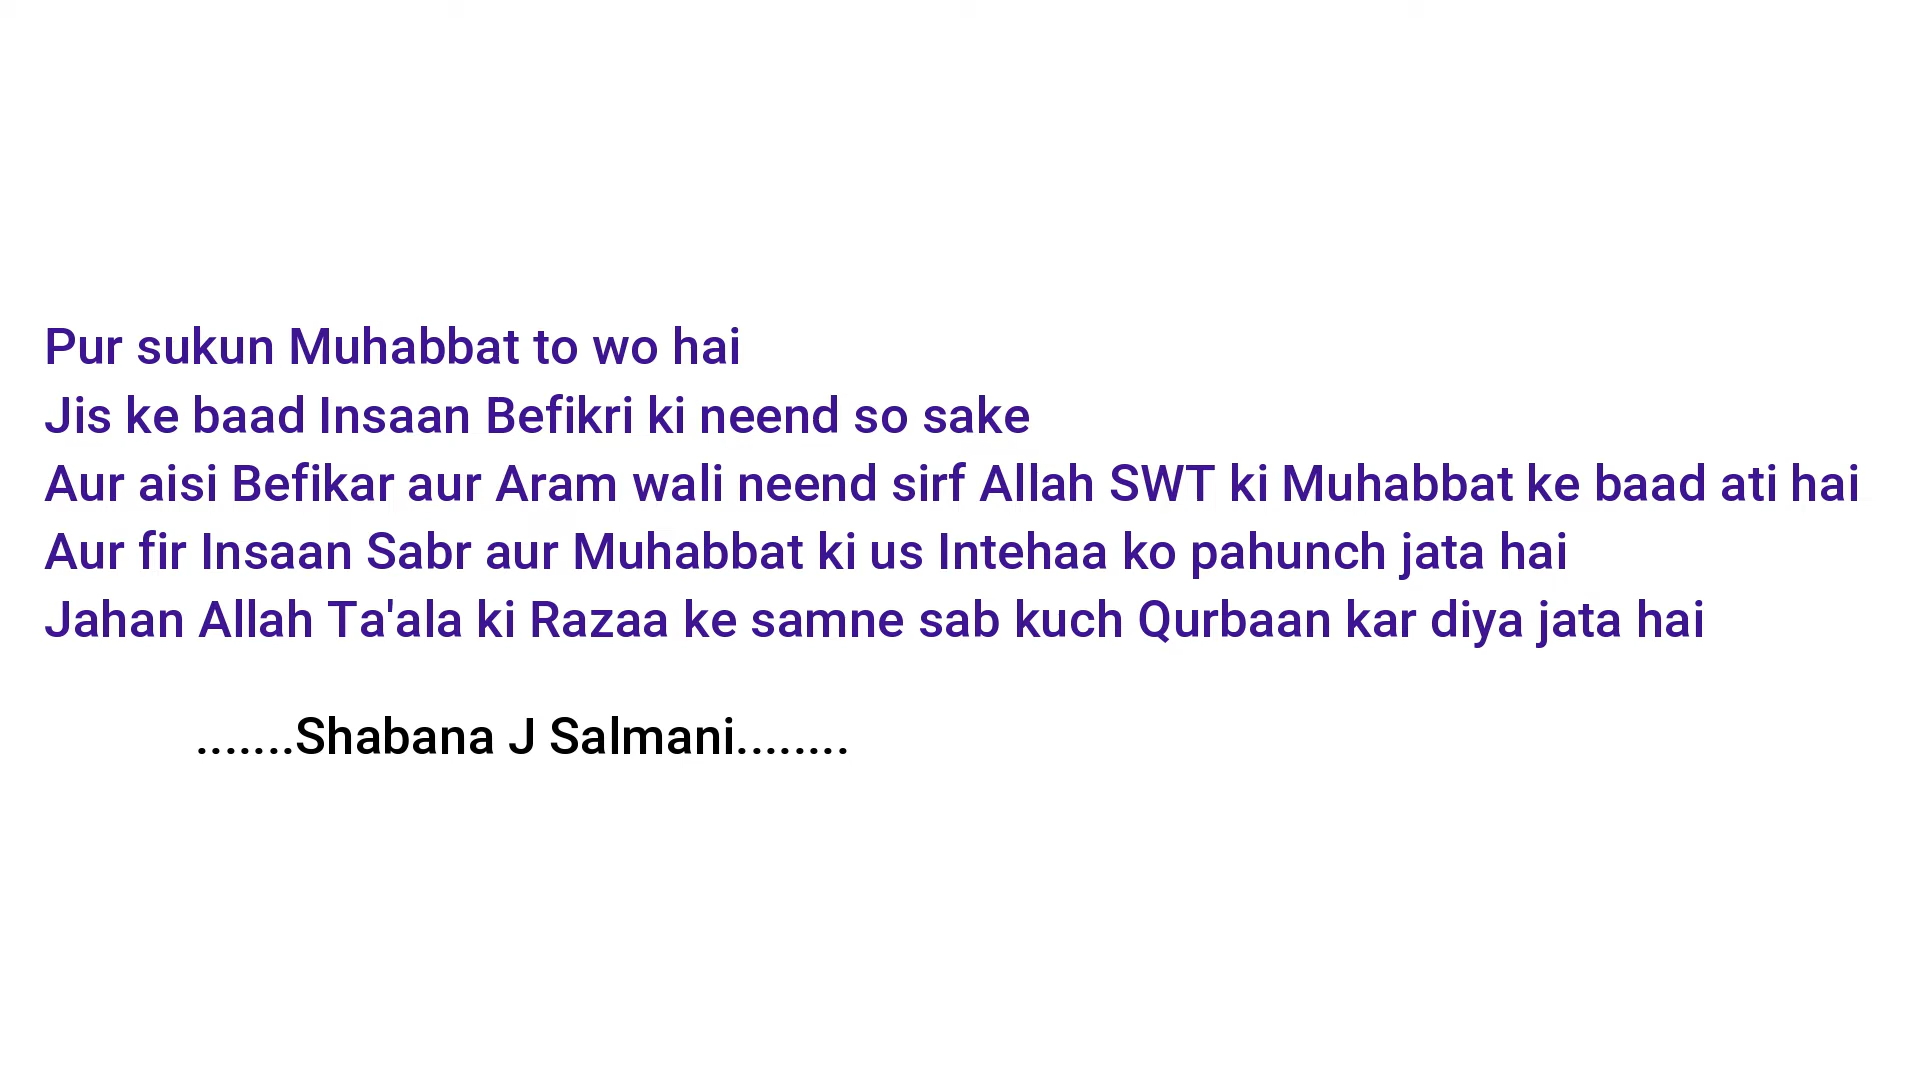 Pur sukun Muhabbat to wo hai
Jis ke baad Insaan Befikri ki neend so sake
Aur aisi Befikar aur Aram wali neend sirf Allah SWT ki Muhabbat ke baad ati hai
Aur fir Insaan Sabr aur Muhabbat ki us Intehaa ko pahunch jata hai
Jahan Allah Ta'ala ki Razaa ke samne sab kuch Qurbaan kar diya jata hai
.......Shabana J Salmani........